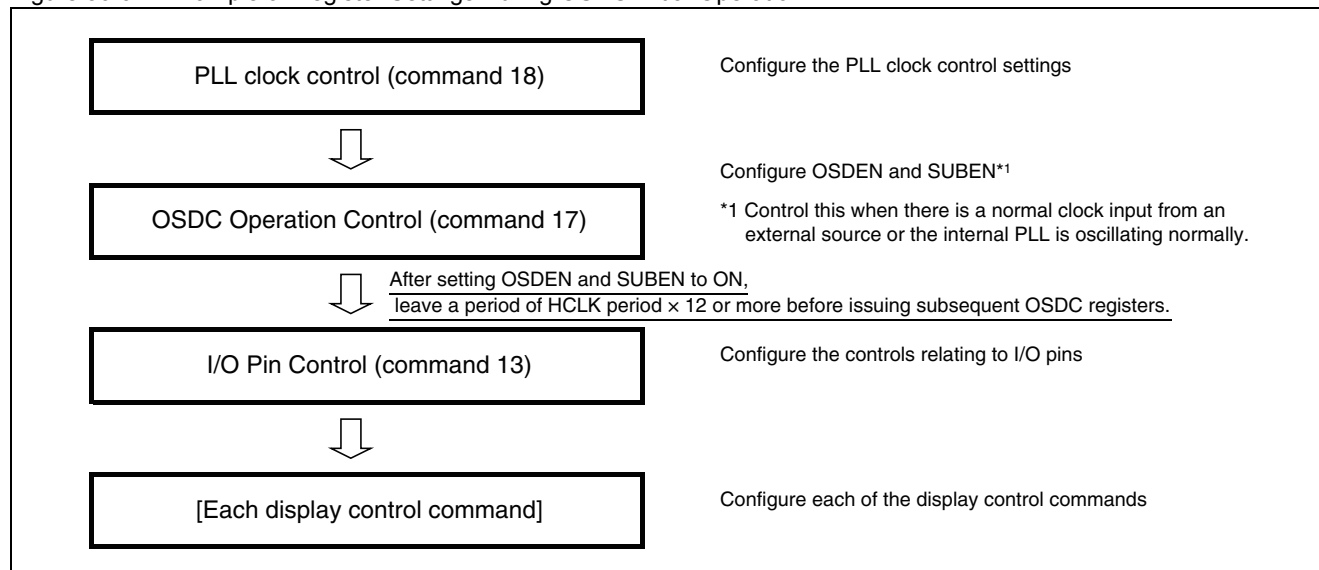 PLL clock control (command 18)
Configure the PLL clock control settings
Configure OSDEN and SUBEN*1
OSDC Operation Control (command 17)
*1 Control this when there is a normal clock input from an
external source or the internal PLL is oscillating normally.
After setting OSDEN and SUBEN to ON,
leave a period of HCLK period × 12 or more before issuing subsequent OSDC registers.
I/O Pin Control (command 13)
Configure the controls relating to I/O pins
[Each display control command]
Configure each of the display control commands